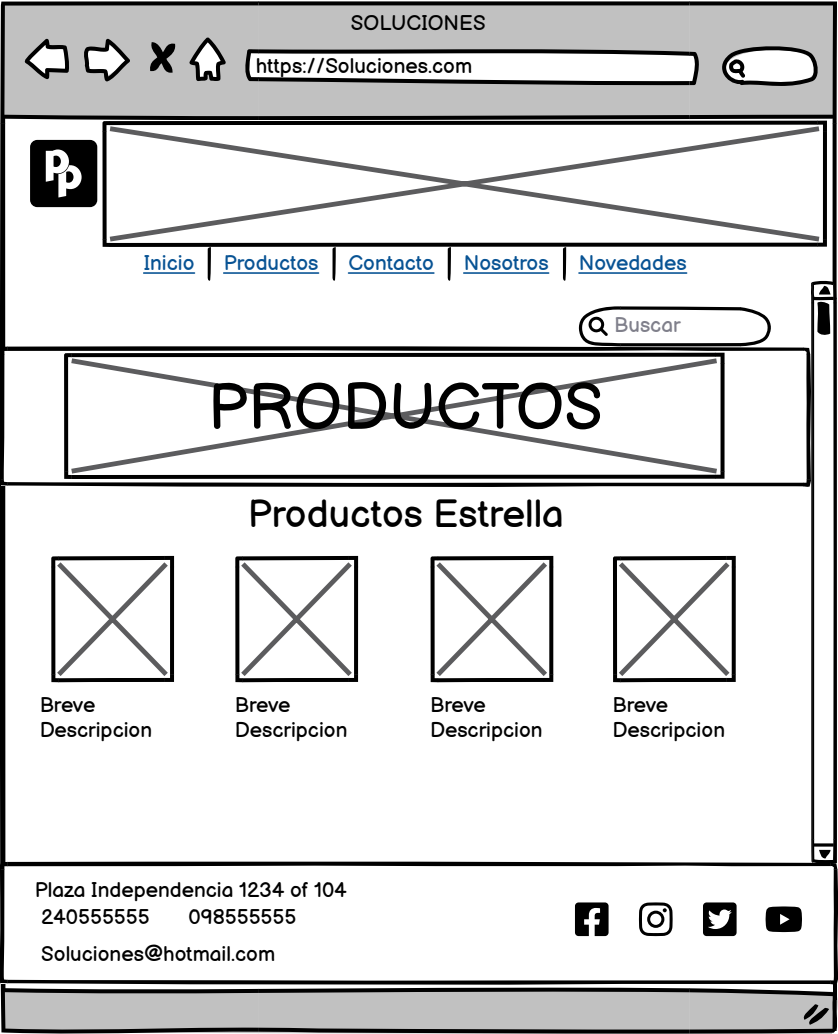 SOLUCIONES
https://Soluciones.com
pp
Inicio Productos Contacto Nosotros Novedades
Buscar
PRODUCTOS
Productos Estrella
Breve Breve Breve Breve
Descripcion Descripcion Descripcion Descripcion
Plaza Independencia 1234 of 104
240555555 098555555
Soluciones@hotmail.com